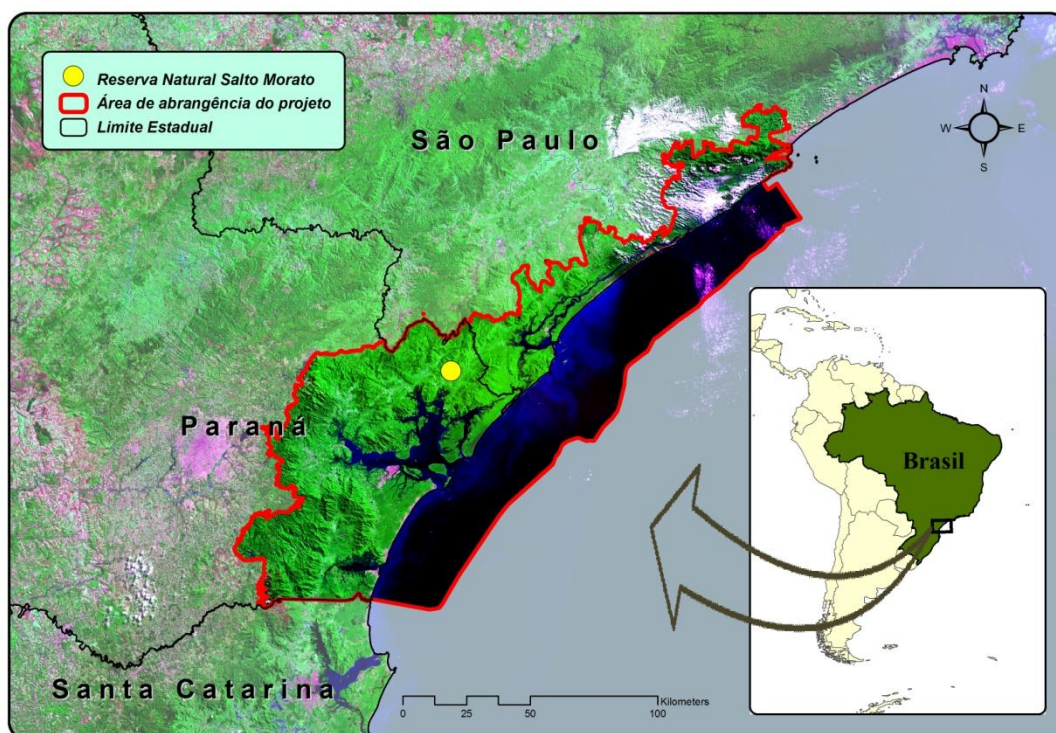 Reserva Natural Salto Morato
Área de abrangência do projeto
Limite Estadual
São Paulo
N
W E
S
Paraná
Brasil
Santa Catarina
0 25 50 100
Kilometers